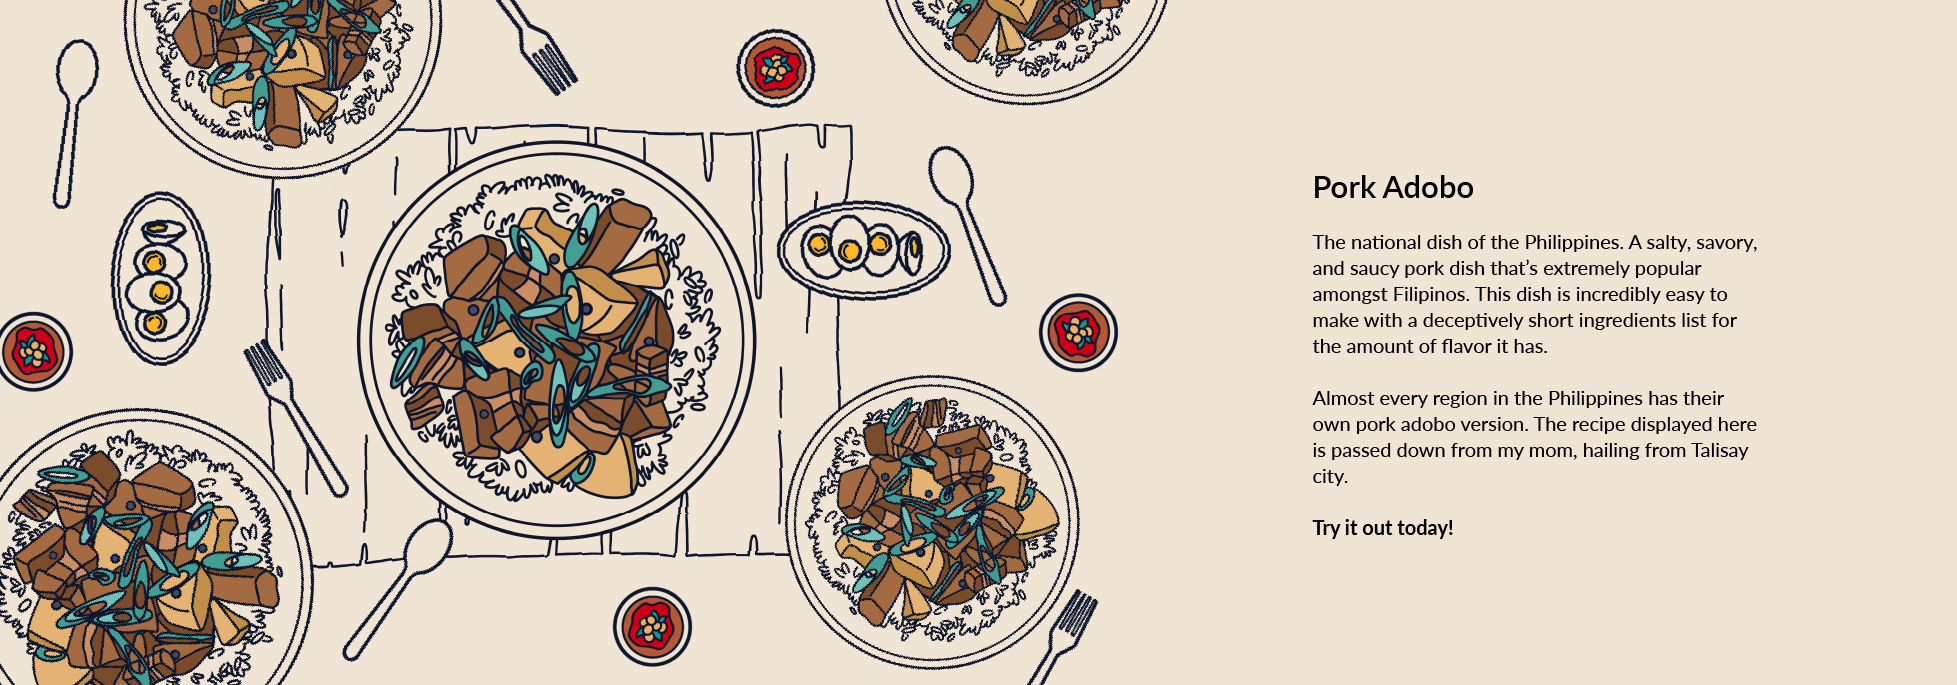 Pork Adobo
The national dish of the Philippines. A salty, savory,
and saucy pork dish that’s extremely popular
amongst Filipinos. This dish is incredibly easy to
make with a deceptively short ingredients list for
the amount of flavor it has.
Almost every region in the Philippines has their
own pork adobo version. The recipe displayed here
is passed down from my mom, hailing from Talisay
city.
Try it out today!